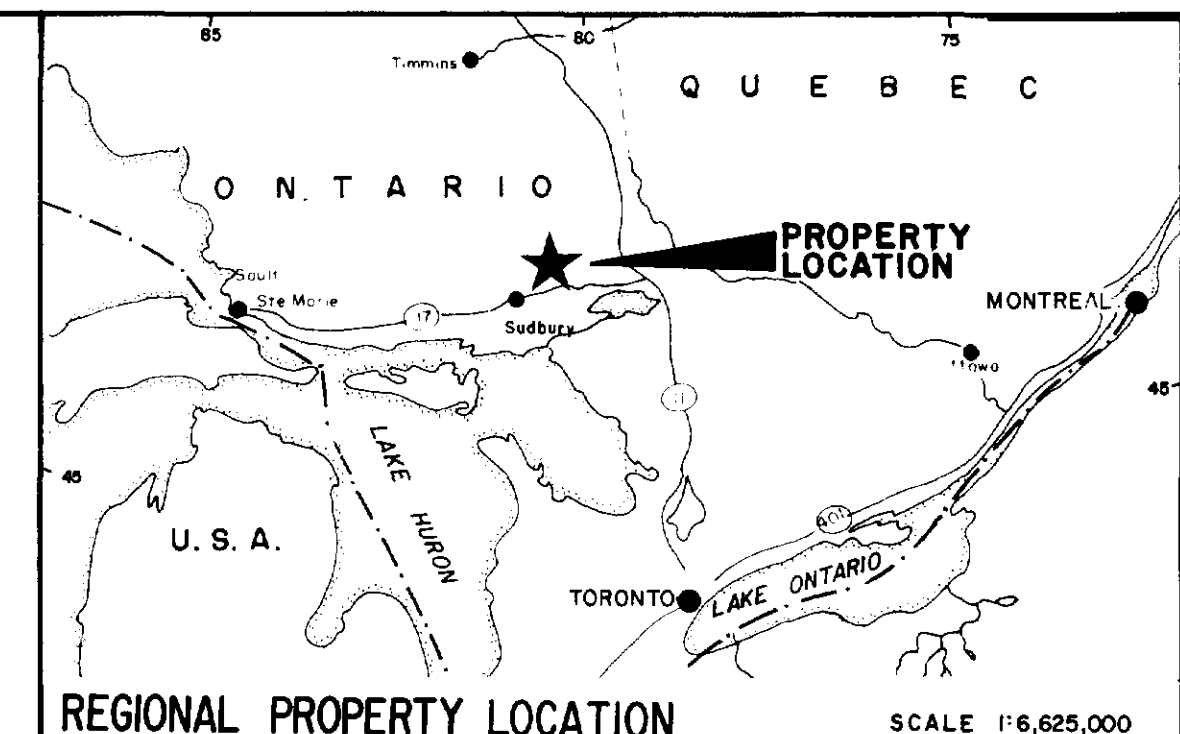 85
80
75
Timmins
QUEBEC
ONTARIO
PROPERTY
LOCATION
Sault
Ste Marie
17
Sudbury
MONTREAL
45
45
LAKE HURON
U.S.A.
401
TORONTO
LAKE ONTARIO
REGIONAL PROPERTY LOCATION
SCALE 1:6,625,000